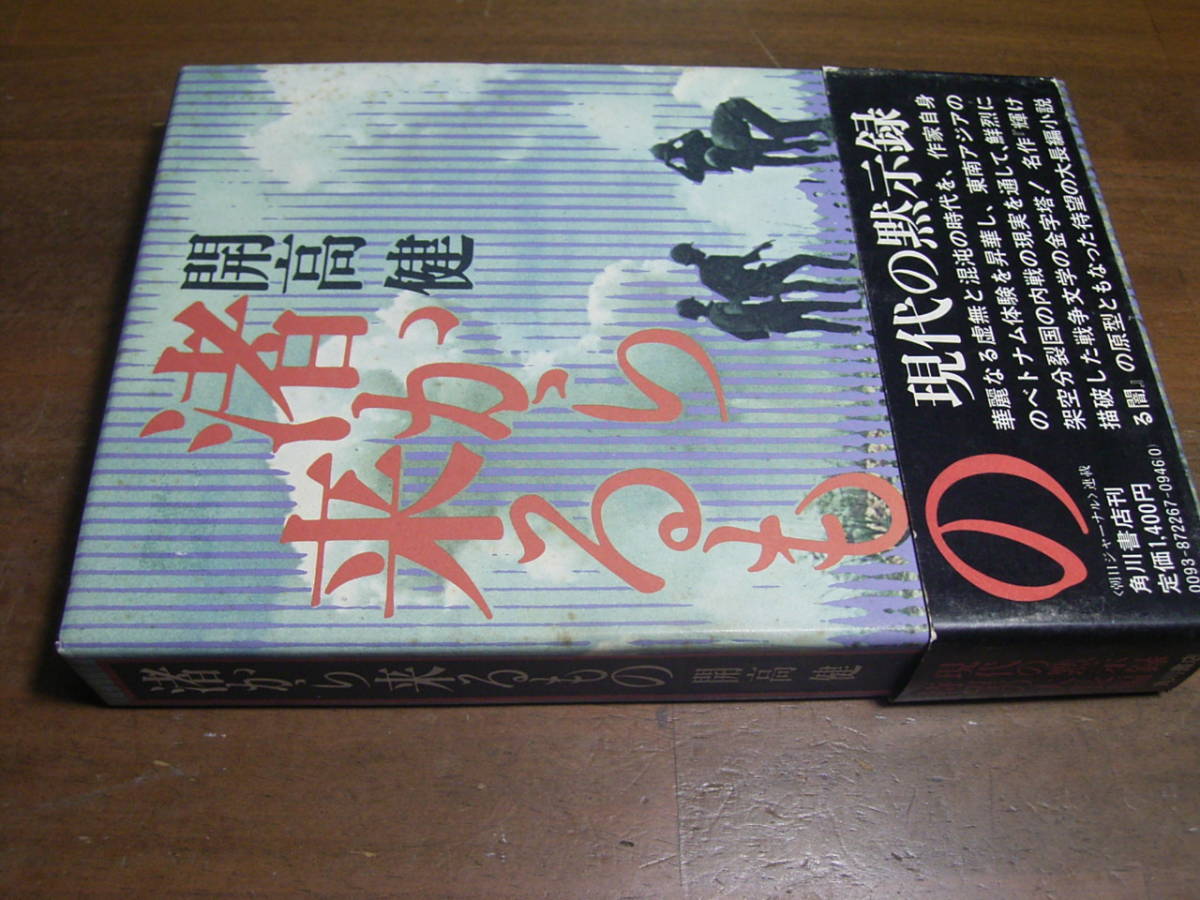 開高健
渚から
来るもの
現代の黙示録
華麗なる虚無と混沌の時代を、作家自身
のベトナム体験を昇華し、東南アジアの
架空分裂国の内戦の現実を通して、鮮烈に
描破した戦争文学の金字塔！ 名作『輝け
る闇』の原型ともなった待望の大長編小説
〈朝日ジャーナル〉連載
角川書店刊
定価1,400円
0093-872267-0946(0)
渚から来るもの 開高健
現代の黙示録